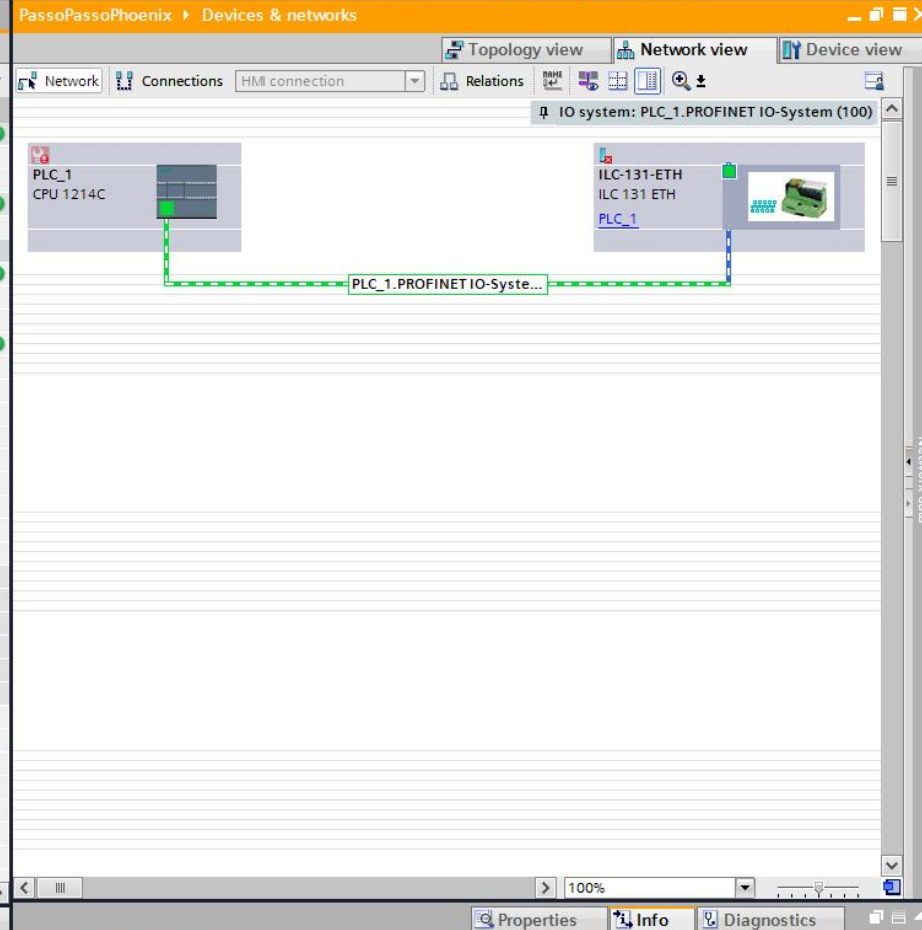 PassoPassoPhoenix ▸ Devices & networks
Topology view
Network view
Device view
Network
Connections
HMI connection
Relations
IO system: PLC_1.PROFINET IO-System (100)
PLC_1
CPU 1214C
ILC-131-ETH
ILC 131 ETH
PLC_1
PLC_1.PROFINET IO-Syste...
100%
Properties
Info
Diagnostics